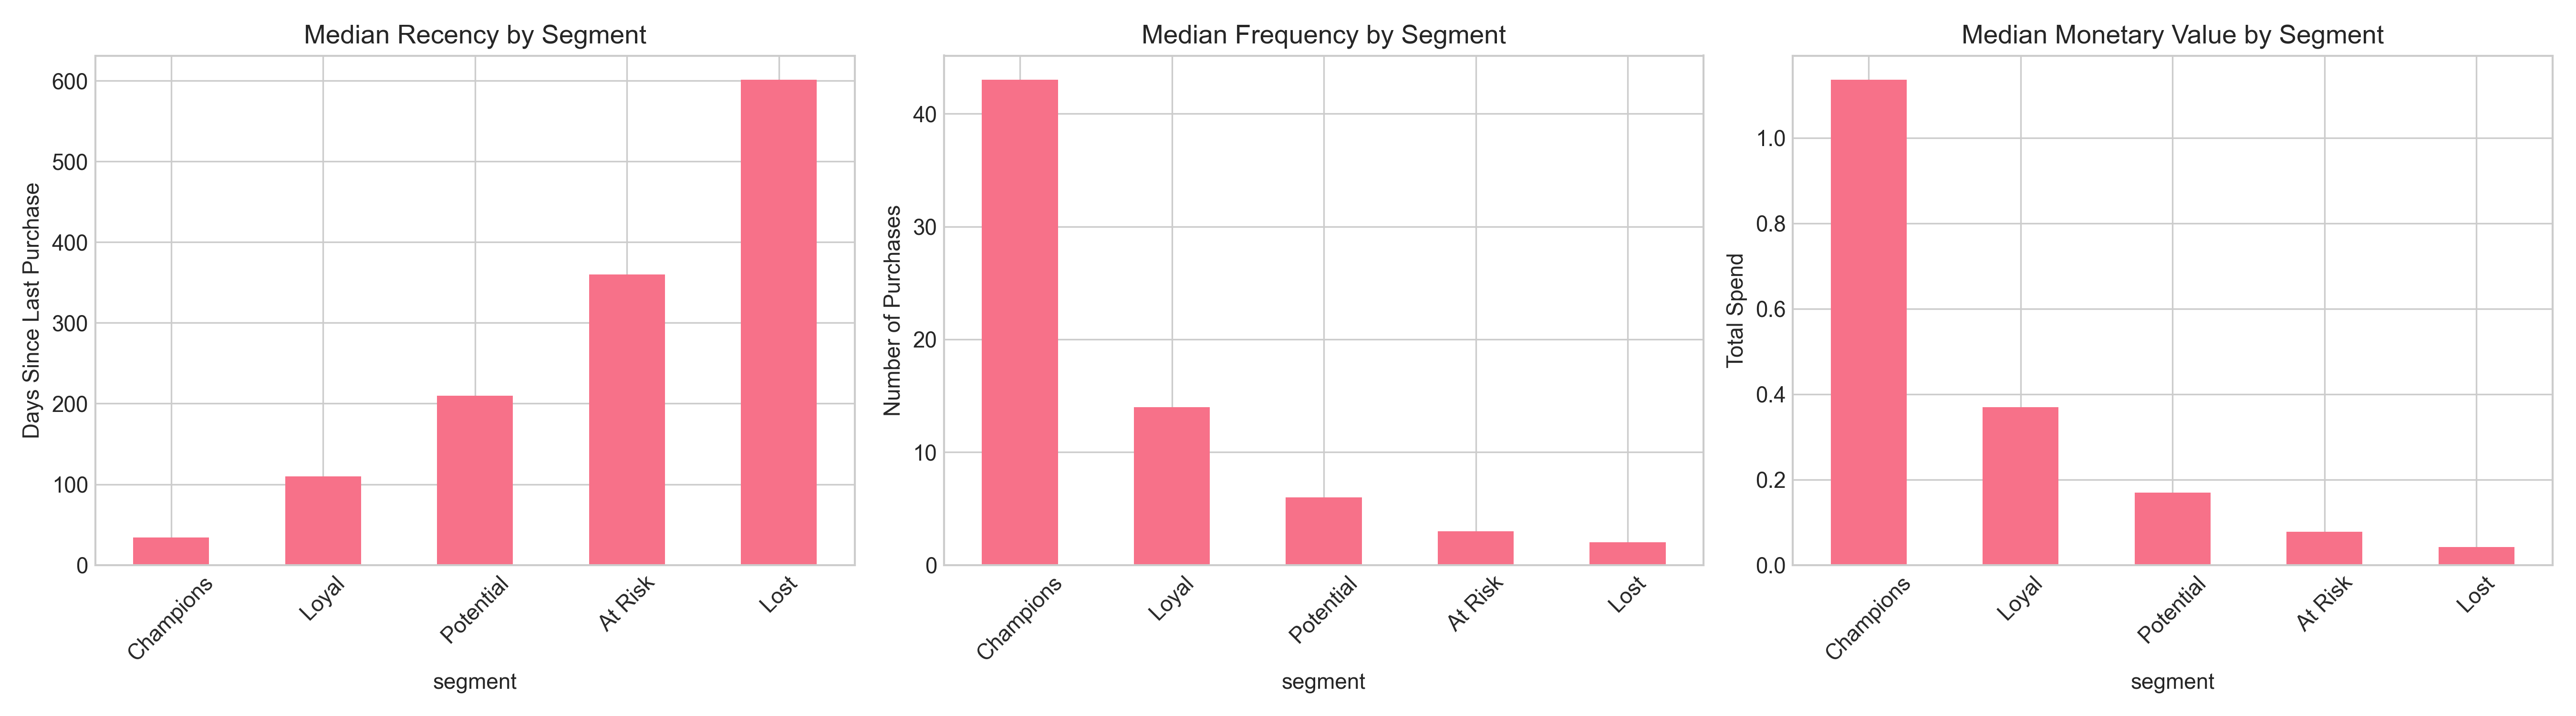 Median Recency by Segment
Days Since Last Purchase
600
500
400
300
200
100
0
Champions
Loyal
Potential
At Risk
Lost
segment
Median Frequency by Segment
Number of Purchases
40
30
20
10
0
Champions
Loyal
Potential
At Risk
Lost
segment
Median Monetary Value by Segment
Total Spend
1.0
0.8
0.6
0.4
0.2
0.0
Champions
Loyal
Potential
At Risk
Lost
segment